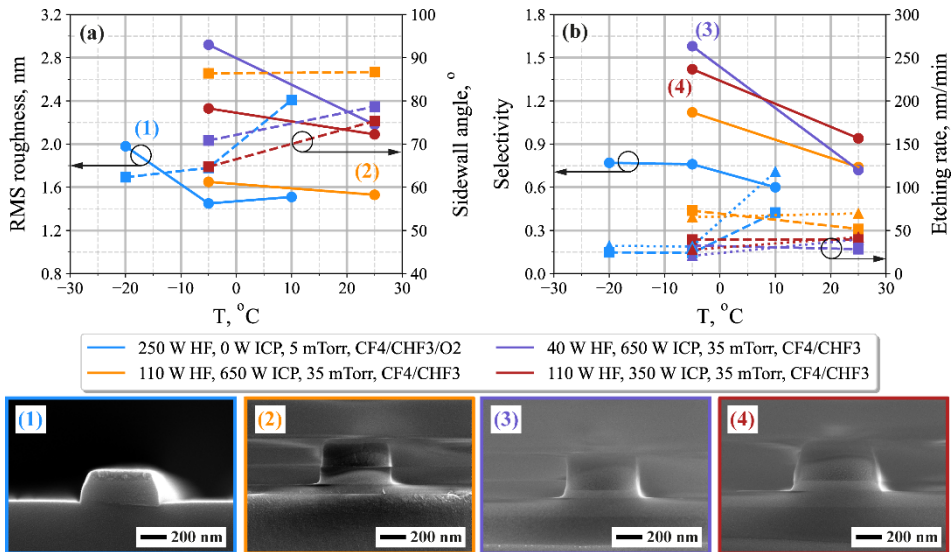 (a)
(1)
(2)
RMS roughness, nm
3.2
2.8
2.4
2.0
1.6
1.2
0.8
Sidewall angle, °
100
90
80
70
60
50
40
−30 −20 −10 0 10 20 30
T, °C
(b)
(3)
(4)
Selectivity
1.8
1.5
1.2
0.9
0.6
0.3
0.0
Etching rate, nm/min
300
250
200
150
100
50
0
−30 −20 −10 0 10 20 30
T, °C
250 W HF, 0 W ICP, 5 mTorr, CF4/CHF3/O2
40 W HF, 650 W ICP, 35 mTorr, CF4/CHF3
110 W HF, 650 W ICP, 35 mTorr, CF4/CHF3
110 W HF, 350 W ICP, 35 mTorr, CF4/CHF3
(1)
200 nm
(2)
200 nm
(3)
200 nm
(4)
200 nm